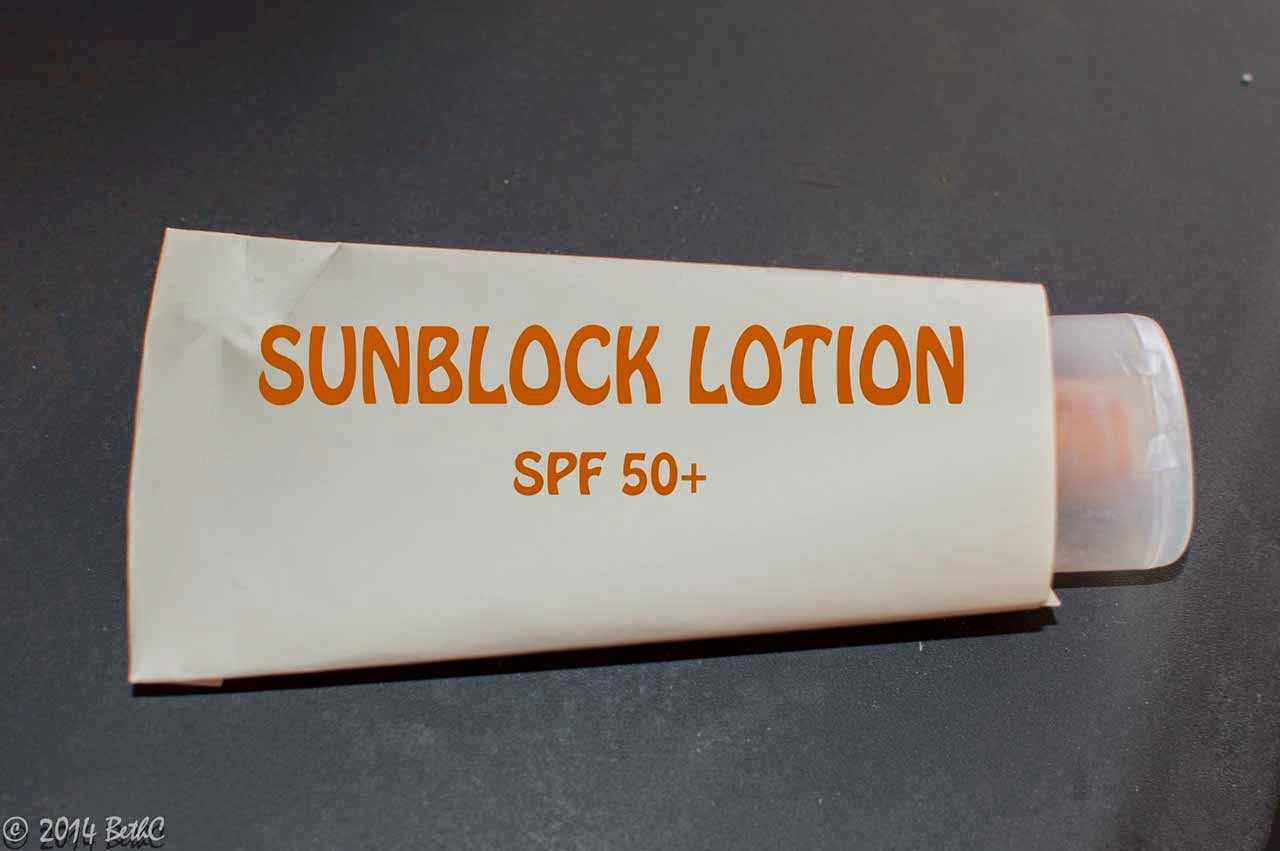 SUNBLOCK LOTION
SPF 50+
© 2014 BethC